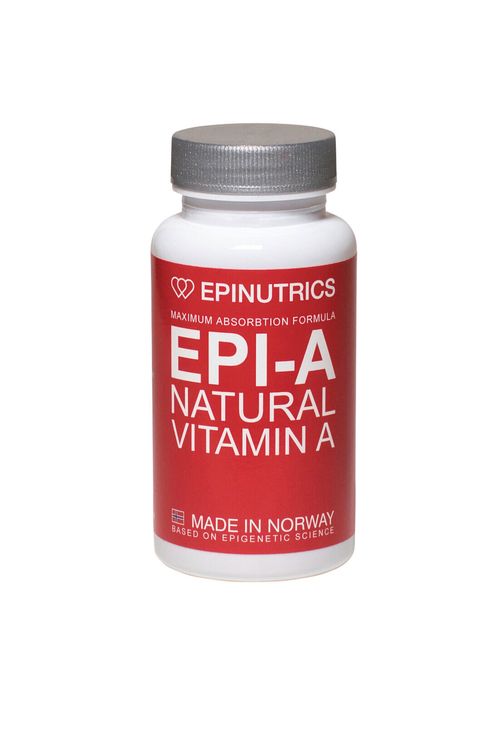 EPINUTRICS
MAXIMUM ABSORBTION FORMULA
EPI-A
NATURAL
VITAMIN A
MADE IN NORWAY
BASED ON EPIGENETIC SCIENCE